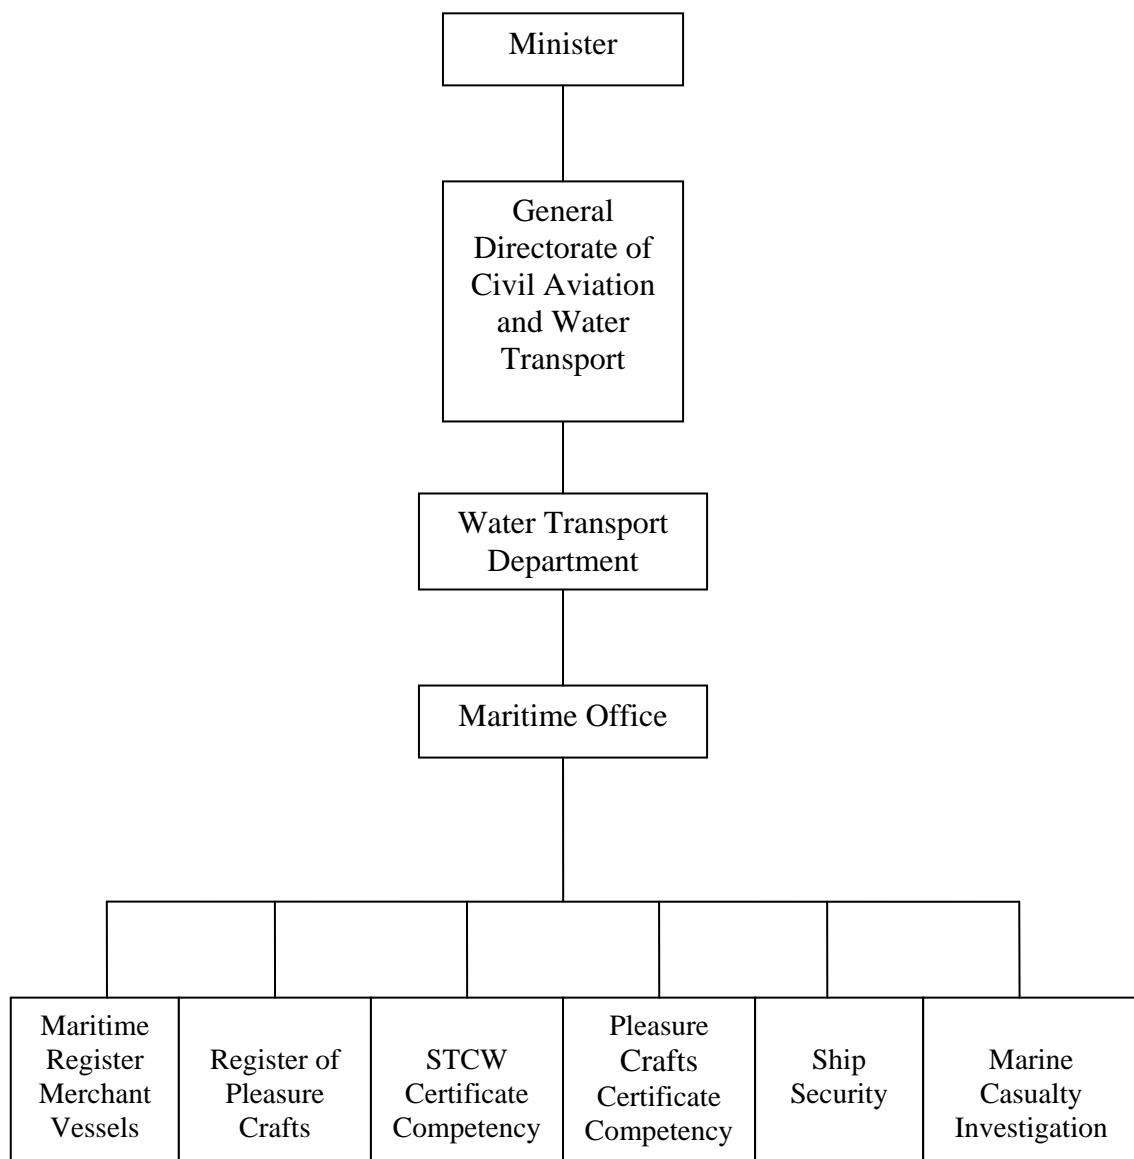 Minister
General
Directorate of
Civil Aviation
and Water
Transport
Water Transport
Department
Maritime Office
Maritime
Register
Merchant
Vessels
Register of
Pleasure
Crafts
STCW
Certificate
Competency
Pleasure
Crafts
Certificate
Competency
Ship
Security
Marine
Casualty
Investigation